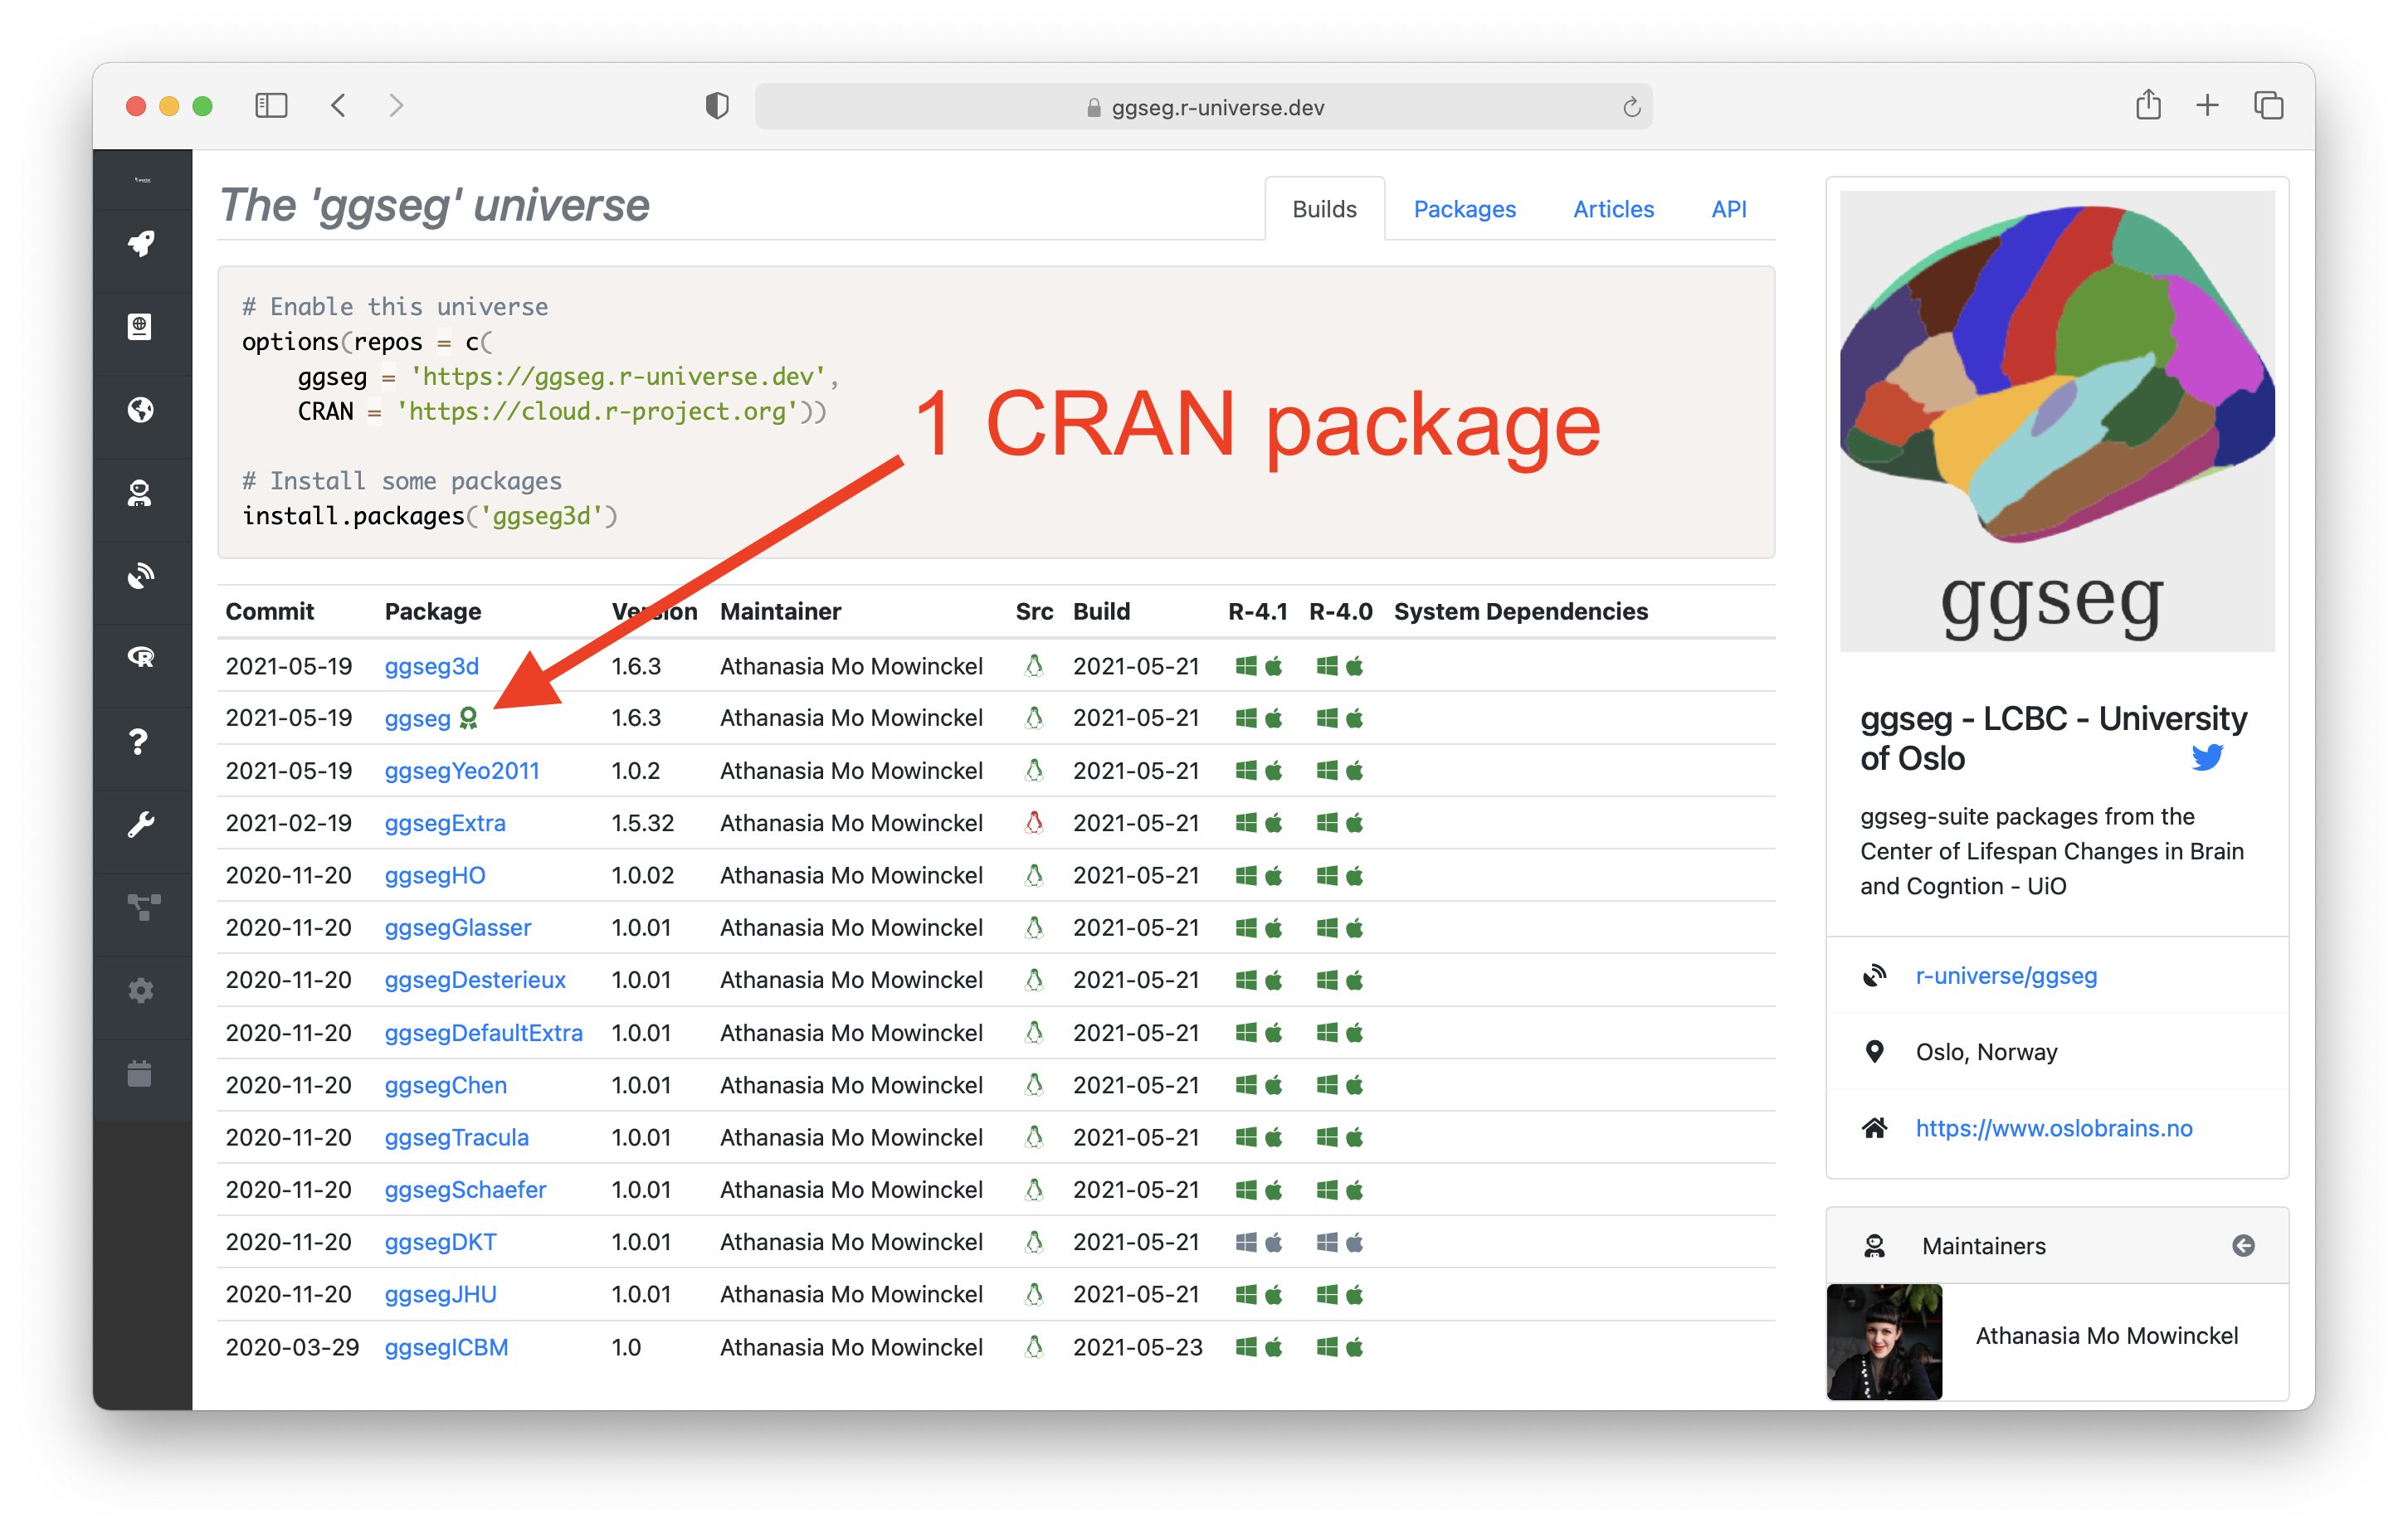 ggseg.r-universe.dev
The 'ggseg' universe
Builds Packages Articles API
# Enable this universe
options(repos = c(
ggseg = 'https://ggseg.r-universe.dev',
CRAN = 'https://cloud.r-project.org'))
1 CRAN package
# Install some packages
install.packages('ggseg3d')
Commit Package Version Maintainer Src Build R-4.1 R-4.0 System Dependencies
2021-05-19 ggseg3d 1.6.3 Athanasia Mo Mowinckel 2021-05-21
2021-05-19 ggseg 1.6.3 Athanasia Mo Mowinckel 2021-05-21
2021-05-19 ggsegYeo2011 1.0.2 Athanasia Mo Mowinckel 2021-05-21
2021-02-19 ggsegExtra 1.5.32 Athanasia Mo Mowinckel 2021-05-21
2020-11-20 ggsegHO 1.0.02 Athanasia Mo Mowinckel 2021-05-21
2020-11-20 ggsegGlasser 1.0.01 Athanasia Mo Mowinckel 2021-05-21
2020-11-20 ggsegDesterieux 1.0.01 Athanasia Mo Mowinckel 2021-05-21
2020-11-20 ggsegDefaultExtra 1.0.01 Athanasia Mo Mowinckel 2021-05-21
2020-11-20 ggsegChen 1.0.01 Athanasia Mo Mowinckel 2021-05-21
2020-11-20 ggsegTracula 1.0.01 Athanasia Mo Mowinckel 2021-05-21
2020-11-20 ggsegSchaefer 1.0.01 Athanasia Mo Mowinckel 2021-05-21
2020-11-20 ggsegDKT 1.0.01 Athanasia Mo Mowinckel 2021-05-21
2020-11-20 ggsegJHU 1.0.01 Athanasia Mo Mowinckel 2021-05-21
2020-03-29 ggsegICBM 1.0 Athanasia Mo Mowinckel 2021-05-23
ggseg
ggseg - LCBC - University
of Oslo
ggseg-suite packages from the
Center of Lifespan Changes in Brain
and Cogntion - UiO
r-universe/ggseg
Oslo, Norway
https://www.oslobrains.no
Maintainers
Athanasia Mo Mowinckel